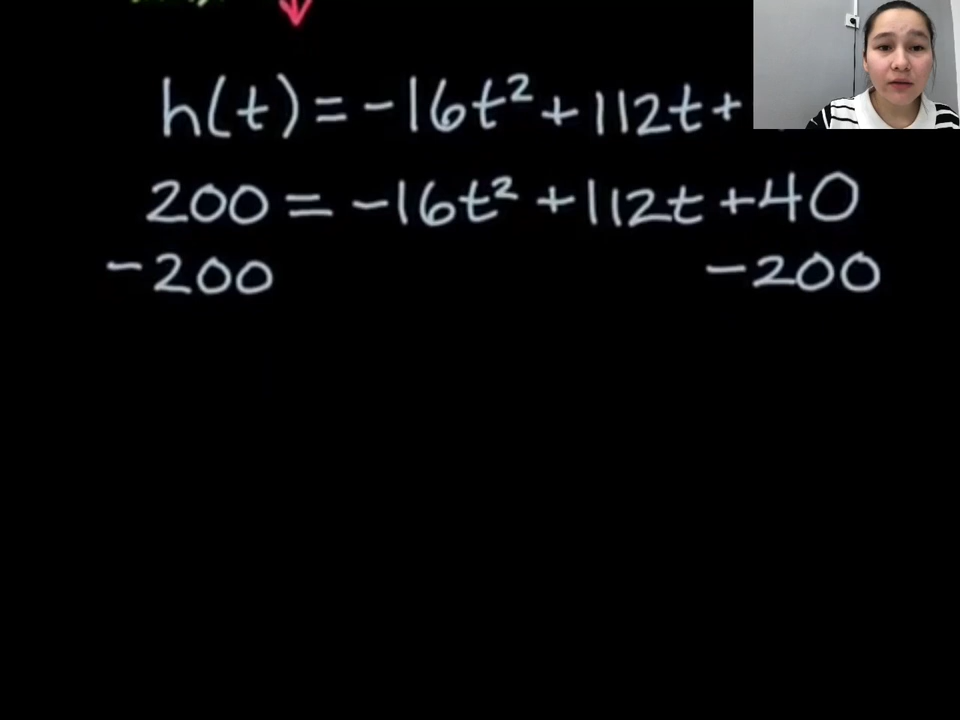 h(t) = -16t² + 112t +
200 = -16t² + 112t + 40
-200 -200